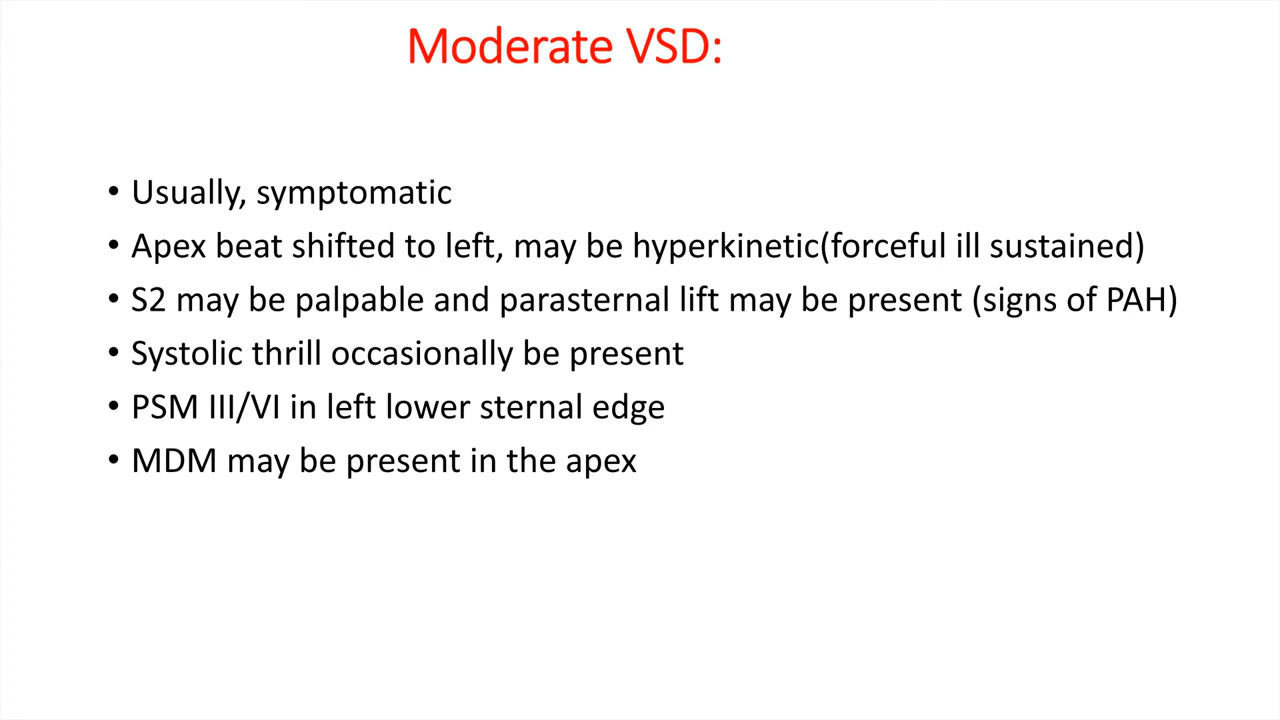 Moderate VSD:
• Usually, symptomatic
• Apex beat shifted to left, may be hyperkinetic(forceful ill sustained)
• S2 may be palpable and parasternal lift may be present (signs of PAH)
• Systolic thrill occasionally be present
• PSM III/VI in left lower sternal edge
• MDM may be present in the apex